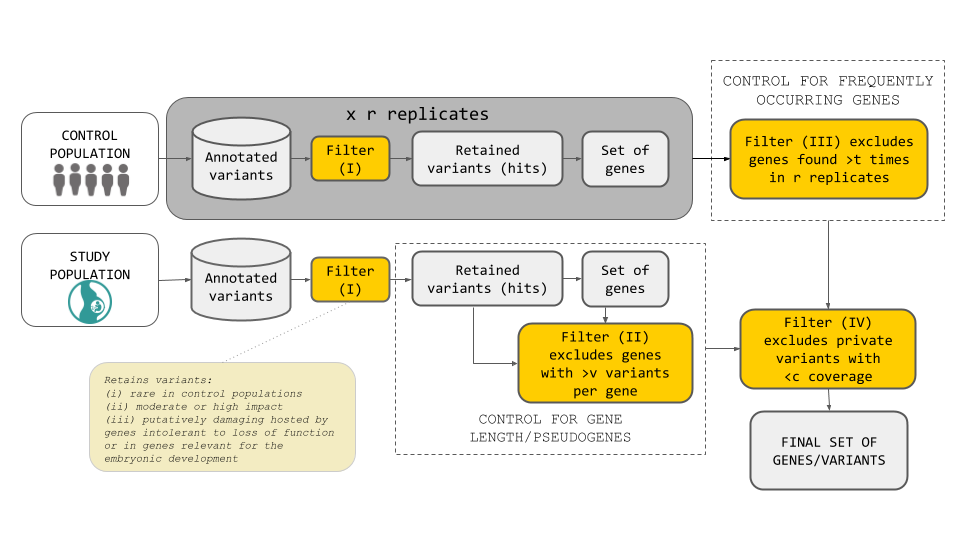 CONTROL
POPULATION
x r replicates
Annotated
variants
Filter
(I)
Retained
variants (hits)
Set of
genes
CONTROL FOR FREQUENTLY
OCCURRING GENES
Filter (III) excludes
genes found >t times
in r replicates
STUDY
POPULATION
Annotated
variants
Filter
(I)
Retained
variants (hits)
Set of
genes
Filter (II)
excludes genes
with >v variants
per gene
CONTROL FOR GENE
LENGTH/PSEUDOGENES
Filter (IV)
excludes private
variants with
<c coverage
FINAL SET OF
GENES/VARIANTS
Retains variants:
(i) rare in control populations
(ii) moderate or high impact
(iii) putatively damaging hosted by
genes intolerant to loss of function
or in genes relevant for the
embryonic development